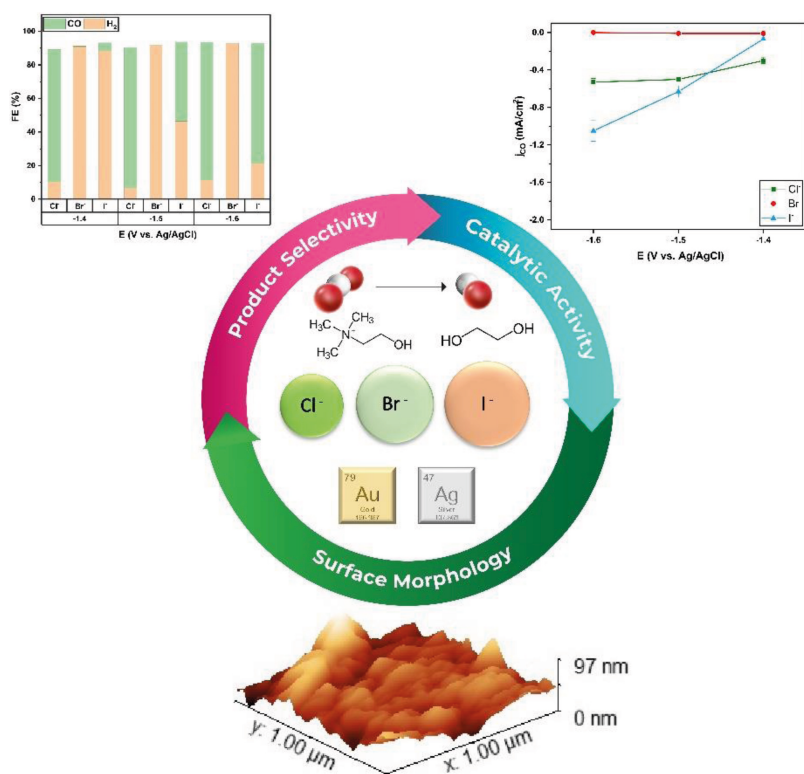 CO H₂
FE (%)
80
60
40
20
0
Cl⁻ Br⁻ I⁻ Cl⁻ Br⁻ I⁻ Cl⁻ Br⁻ I⁻
-1.4 -1.5 -1.6
E (V vs. Ag/AgCl)
j_CO (mA/cm²)
0.0
-0.4
-0.8
-1.2
-1.6
-2.0
-1.6 -1.5 -1.4
E (V vs. Ag/AgCl)
Cl⁻
Br⁻
I⁻
Product Selectivity
Catalytic Activity
Surface Morphology
H₃C CH₃
N
H₃C
OH
HO
OH
Cl⁻
Br⁻
I⁻
79
Au
Gold
47
Ag
Silver
97 nm
0 nm
y: 1.00 µm
x: 1.00 µm